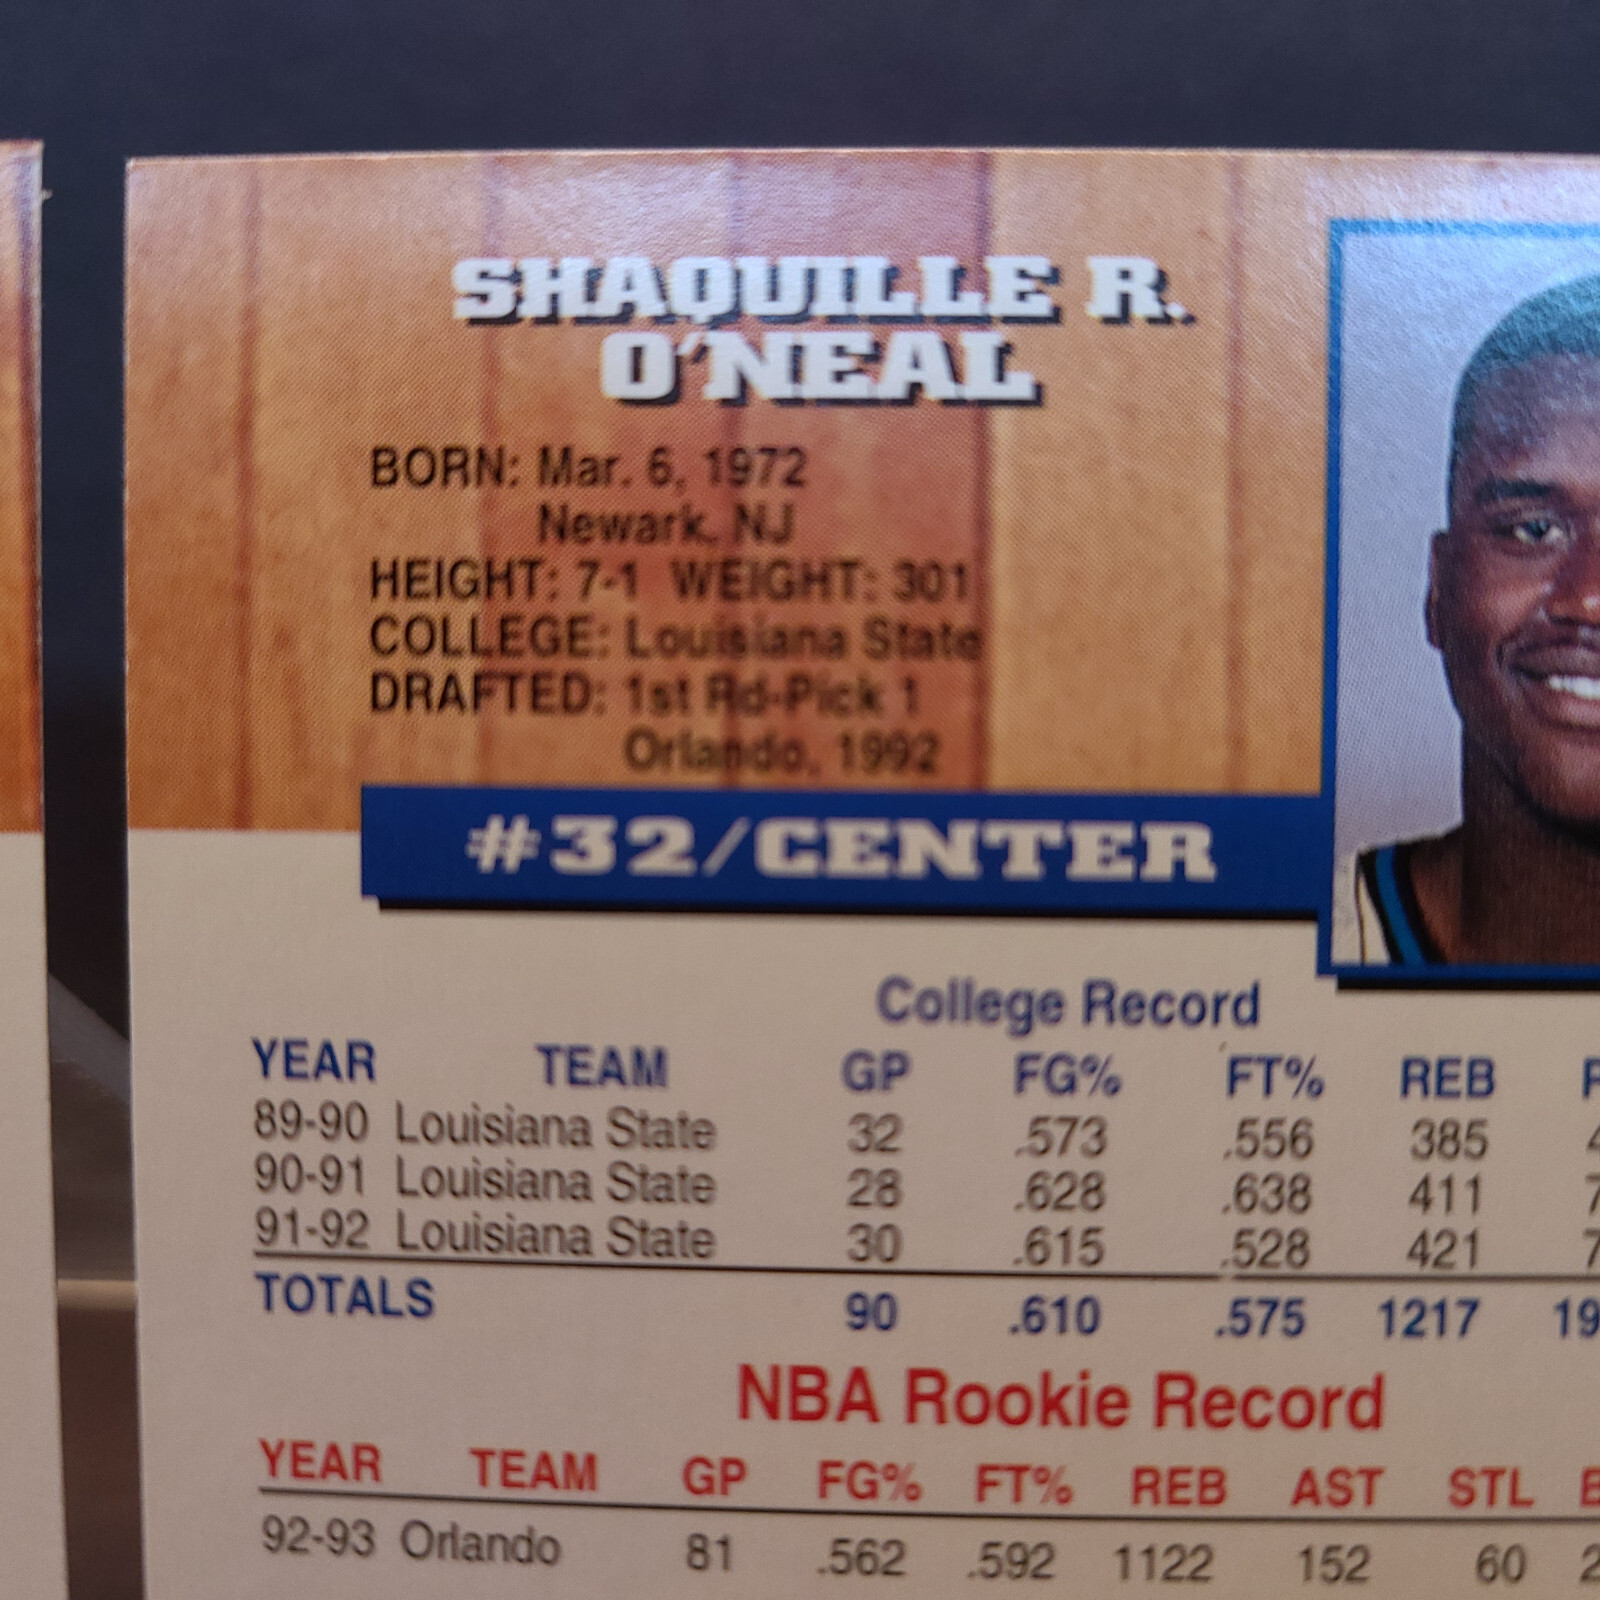 SHAQUILLE R.
O'NEAL
BORN: Mar. 6, 1972
Newark, NJ
HEIGHT: 7-1 WEIGHT: 301
COLLEGE: Louisiana State
DRAFTED: 1st Rd-Pick 1
Orlando, 1992
#32/CENTER
College Record
YEAR TEAM GP FG% FT% REB
89-90 Louisiana State 32 .573 .556 385
90-91 Louisiana State 28 .628 .638 411
91-92 Louisiana State 30 .615 .528 421
TOTALS 90 .610 .575 1217
NBA Rookie Record
YEAR TEAM GP FG% FT% REB AST STL
92-93 Orlando 81 .562 .592 1122 152 60